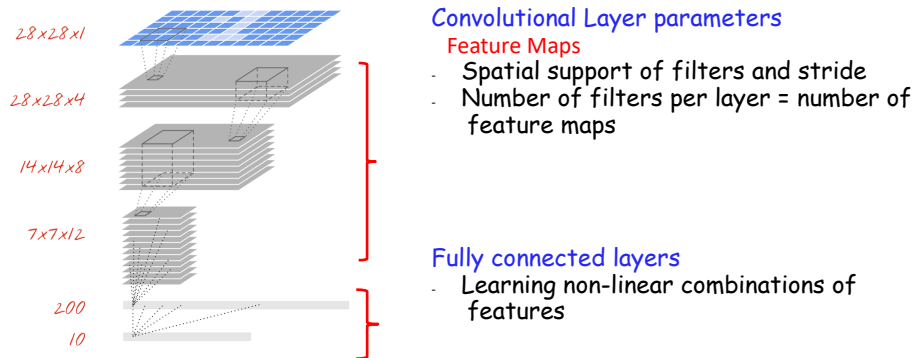 28x28x1
28x28x4
14x14x8
7x7x12
200
10
Convolutional Layer parameters
Feature Maps
- Spatial support of filters and stride
- Number of filters per layer = number of
feature maps
Fully connected layers
- Learning non-linear combinations of
features